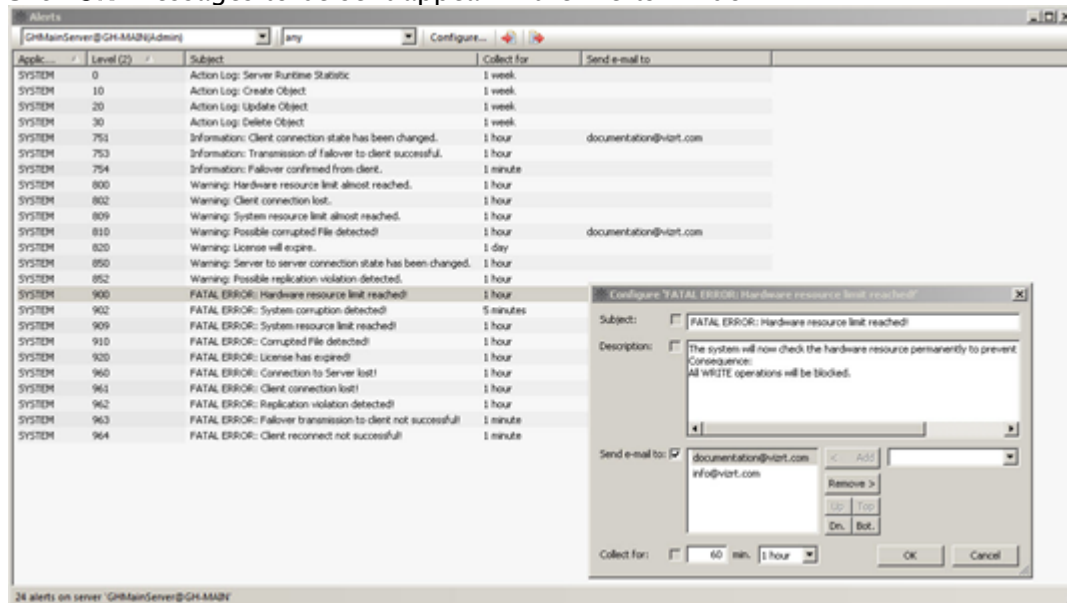 Alerts
GHMainServer@GH-MAIN(Admin) any Configure...
Applic... Level (2) Subject Collect for Send e-mail to
SYSTEM 0 Action Log: Server Runtime Statistic 1 week
SYSTEM 10 Action Log: Create Object 1 week
SYSTEM 20 Action Log: Update Object 1 week
SYSTEM 30 Action Log: Delete Object 1 week
SYSTEM 751 Information: Client connection state has been changed. 1 hour documentation@vizrt.com
SYSTEM 753 Information: Transmission of failover to client successful. 1 hour
SYSTEM 754 Information: Failover confirmed from client. 1 minute
SYSTEM 800 Warning: Hardware resource limit almost reached. 1 hour
SYSTEM 802 Warning: Client connection lost. 1 hour
SYSTEM 809 Warning: System resource limit almost reached. 1 hour
SYSTEM 810 Warning: Possible corrupted File detected! 1 hour documentation@vizrt.com
SYSTEM 820 Warning: License will expire. 1 day
SYSTEM 850 Warning: Server to server connection state has been changed. 1 hour
SYSTEM 852 Warning: Possible replication violation detected. 1 hour
SYSTEM 900 FATAL ERROR: Hardware resource limit reached! 1 hour
SYSTEM 902 FATAL ERROR: System corruption detected! 5 minutes
SYSTEM 909 FATAL ERROR: System resource limit reached! 1 hour
SYSTEM 910 FATAL ERROR: Corrupted File detected! 1 hour
SYSTEM 920 FATAL ERROR: License has expired! 1 hour
SYSTEM 960 FATAL ERROR: Connection to Server lost! 1 hour
SYSTEM 961 FATAL ERROR: Client connection lost! 1 hour
SYSTEM 962 FATAL ERROR: Replication violation detected! 1 hour
SYSTEM 963 FATAL ERROR: Failover transmission to client not successful! 1 minute
SYSTEM 964 FATAL ERROR: Client reconnect not successful! 1 minute
Configure 'FATAL ERROR: Hardware resource limit reached!'
Subject: FATAL ERROR: Hardware resource limit reached!
Description: The system will now check the hardware resource permanently to prevent
Consequence:
All WRITE operations will be blocked.
Send e-mail to: documentation@vizrt.com < Add
info@vizrt.com
Remove >
Up Top
Dn. Bot.
Collect for: 60 min. 1 hour OK Cancel
24 alerts on server 'GHMainServer@GH-MAIN'